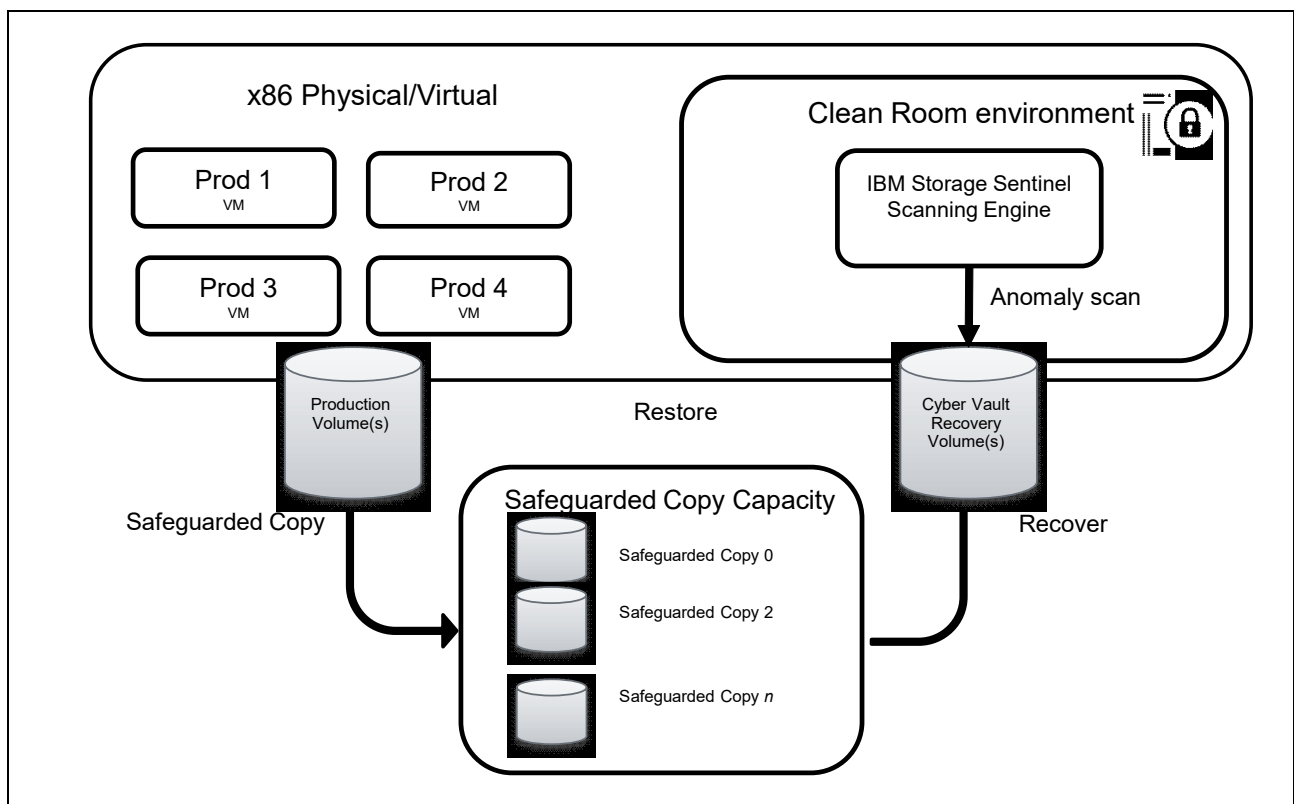 x86 Physical/Virtual
Prod 1
VM
Prod 2
VM
Prod 3
VM
Prod 4
VM
Clean Room environment
IBM Storage Sentinel
Scanning Engine
Anomaly scan
Production
Volume(s)
Restore
Cyber Vault
Recovery
Volume(s)
Safeguarded Copy
Safeguarded Copy Capacity
Safeguarded Copy 0
Safeguarded Copy 2
Safeguarded Copy n
Recover